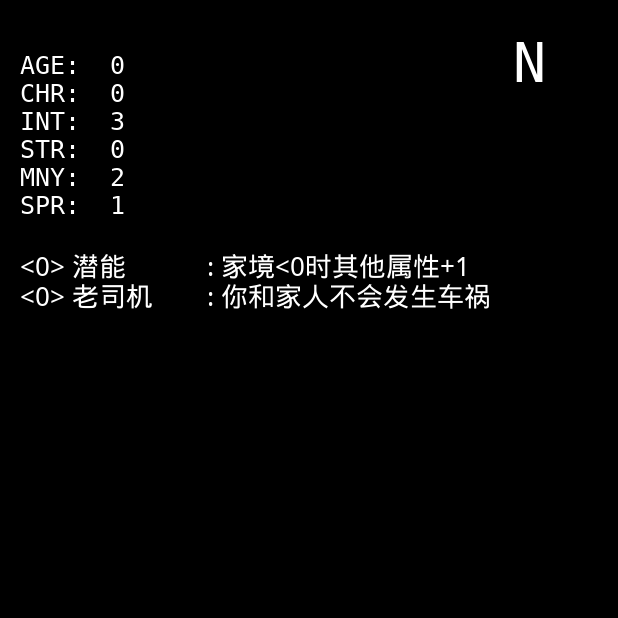 N
AGE: 0
CHR: 0
INT: 3
STR: 0
MNY: 2
SPR: 1
<0> 潜能 : 家境<0时其他属性+1
<0> 老司机 : 你和家人不会发生车祸